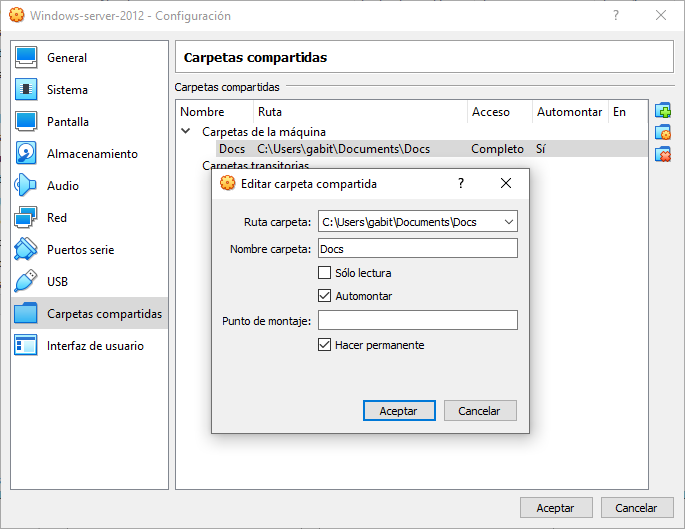 Windows-server-2012 - Configuración
General
Sistema
Pantalla
Almacenamiento
Audio
Red
Puertos serie
USB
Carpetas compartidas
Interfaz de usuario
Carpetas compartidas
Carpetas compartidas
Nombre Ruta Acceso Automontar En
Carpetas de la máquina
Docs C:\Users\gabit\Documents\Docs Completo Sí
Carpetas transitorias
Editar carpeta compartida ?
Ruta carpeta: C:\Users\gabit\Documents\Docs
Nombre carpeta: Docs
Sólo lectura
Automontar
Punto de montaje:
Hacer permanente
Aceptar Cancelar
Aceptar Cancelar